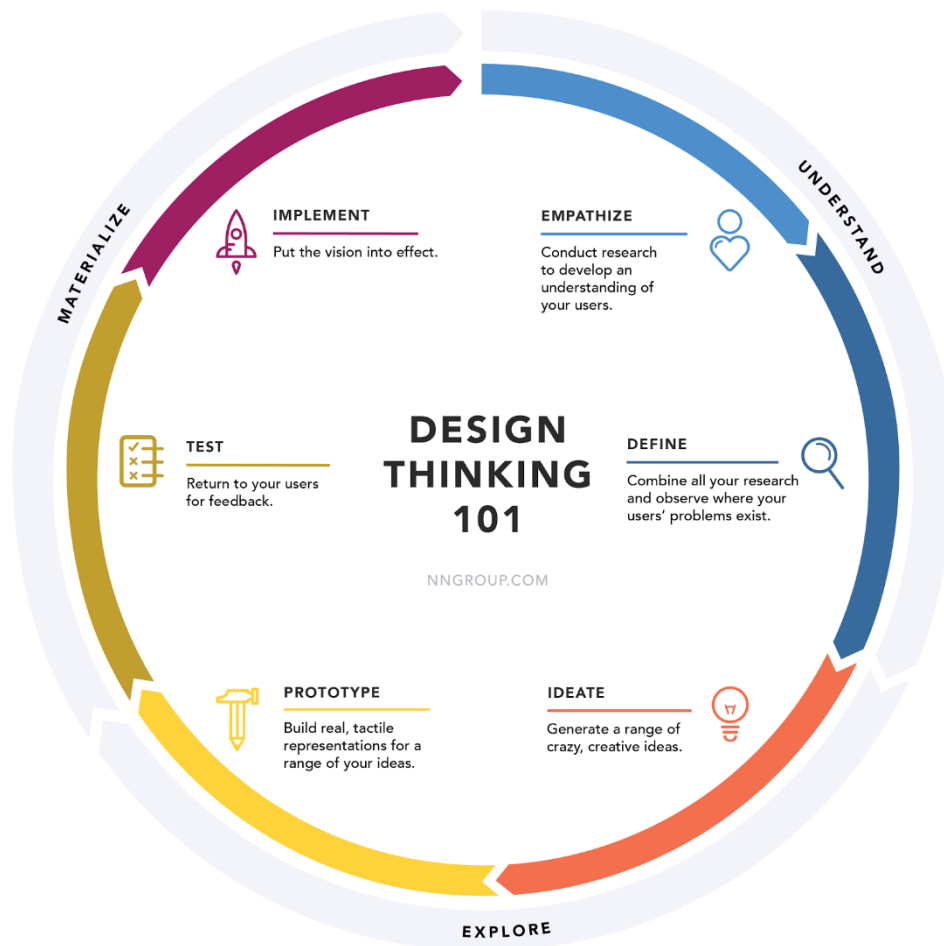 DESIGN
THINKING
101
NNGROUP.COM
UNDERSTAND
EMPATHIZE
Conduct research
to develop an
understanding of
your users.
DEFINE
Combine all your research
and observe where your
users’ problems exist.
EXPLORE
IDEATE
Generate a range of
crazy, creative ideas.
PROTOTYPE
Build real, tactile
representations for a
range of your ideas.
MATERIALIZE
TEST
Return to your users
for feedback.
IMPLEMENT
Put the vision into effect.